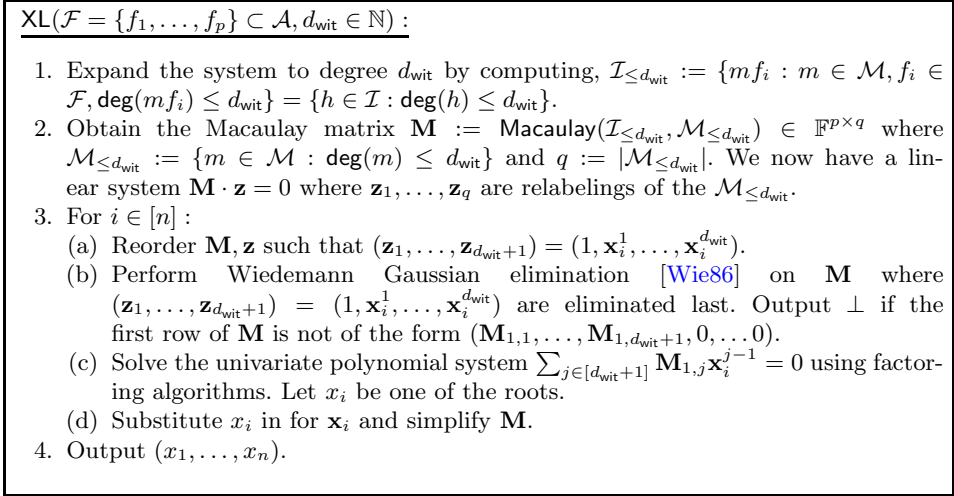 XL(ℱ = {f₁, . . . , fₚ} ⊂ 𝒜, d_wit ∈ ℕ) :
1. Expand the system to degree d_wit by computing, ℐ_{≤d_wit} := {mfᵢ : m ∈ ℳ, fᵢ ∈
ℱ, deg(mfᵢ) ≤ d_wit} = {h ∈ ℐ : deg(h) ≤ d_wit}.
2. Obtain the Macaulay matrix 𝐌 := Macaulay(ℐ_{≤d_wit}, ℳ_{≤d_wit}) ∈ 𝔽^{p×q} where
ℳ_{≤d_wit} := {m ∈ ℳ : deg(m) ≤ d_wit} and q := |ℳ_{≤d_wit}|. We now have a lin-
ear system 𝐌 · 𝐳 = 0 where 𝐳₁, . . . , 𝐳_q are relabelings of the ℳ_{≤d_wit}.
3. For i ∈ [n] :
(a) Reorder 𝐌, 𝐳 such that (𝐳₁, . . . , 𝐳_{d_wit+1}) = (1, 𝐱ᵢ¹, . . . , 𝐱ᵢ^{d_wit}).
(b) Perform Wiedemann Gaussian elimination [Wie86] on 𝐌 where
(𝐳₁, . . . , 𝐳_{d_wit+1}) = (1, 𝐱ᵢ¹, . . . , 𝐱ᵢ^{d_wit}) are eliminated last. Output ⊥ if the
first row of 𝐌 is not of the form (𝐌_{1,1}, . . . , 𝐌_{1,d_wit+1}, 0, . . . 0).
(c) Solve the univariate polynomial system ∑_{j∈[d_wit+1]} 𝐌_{1,j}𝐱ᵢ^{j−1} = 0 using factor-
ing algorithms. Let xᵢ be one of the roots.
(d) Substitute xᵢ in for 𝐱ᵢ and simplify 𝐌.
4. Output (x₁, . . . , xₙ).